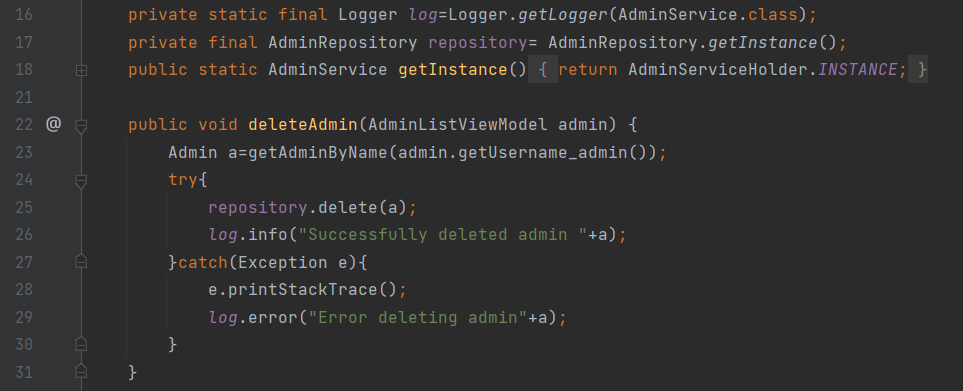 16 private static final Logger log=Logger.getLogger(AdminService.class);
17 private final AdminRepository repository= AdminRepository.getInstance();
18 public static AdminService getInstance() { return AdminServiceHolder.INSTANCE; }
21
22 @ public void deleteAdmin(AdminListViewModel admin) {
23 Admin a=getAdminByName(admin.getUsername_admin());
24 try{
25 repository.delete(a);
26 log.info("Successfully deleted admin "+a);
27 }catch(Exception e){
28 e.printStackTrace();
29 log.error("Error deleting admin"+a);
30 }
31 }